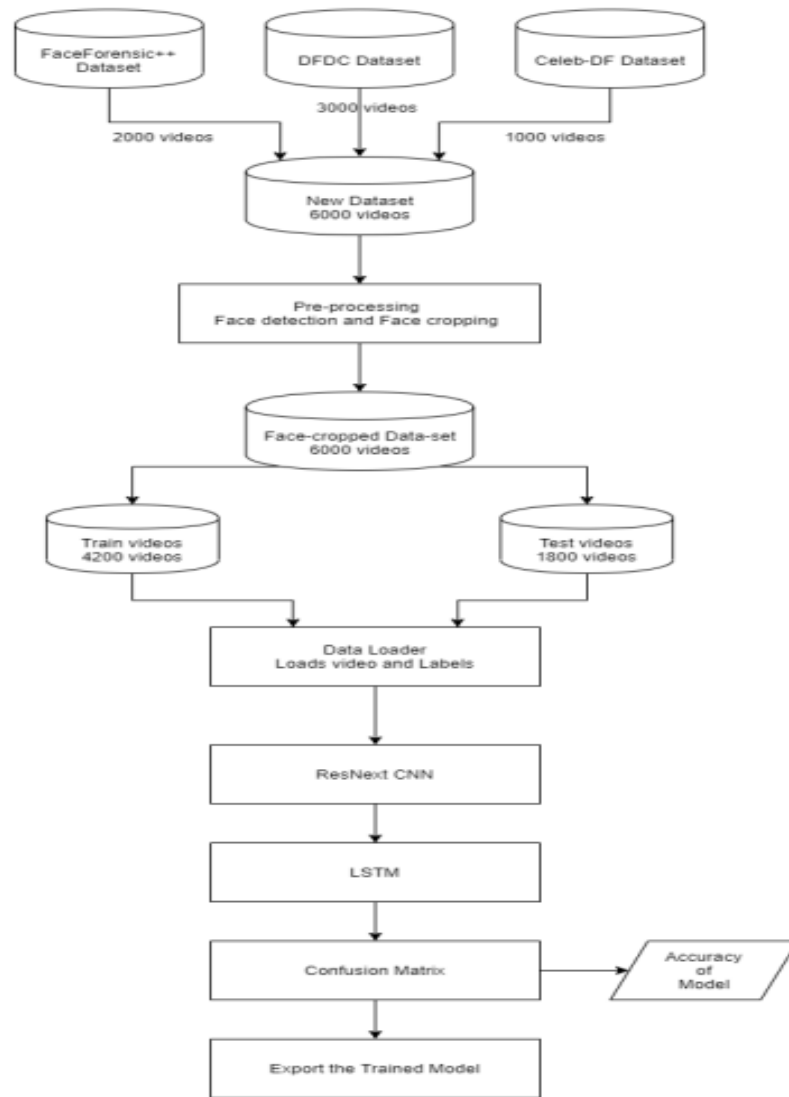 FaceForensic++
Dataset
DFDC Dataset
Celeb-DF Dataset
2000 videos
3000 videos
1000 videos
New Dataset
6000 videos
Pre-processing
Face detection and Face cropping
Face-cropped Data-set
6000 videos
Train videos
4200 videos
Test videos
1800 videos
Data Loader
Loads video and Labels
ResNext CNN
LSTM
Confusion Matrix
Accuracy
of
Model
Export the Trained Model